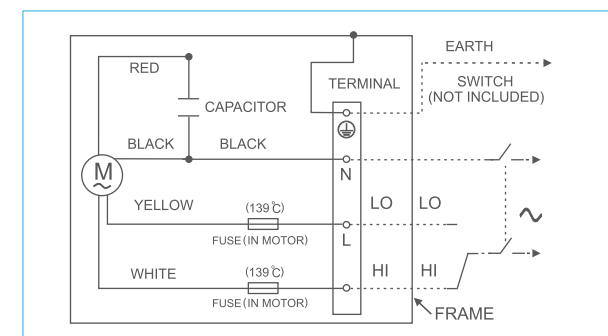 EARTH
RED
TERMINAL
SWITCH
(NOT INCLUDED)
CAPACITOR
BLACK
BLACK
M
N
YELLOW
(139℃)
LO
LO
FUSE(IN MOTOR)
L
WHITE
(139℃)
HI
HI
FUSE(IN MOTOR)
FRAME